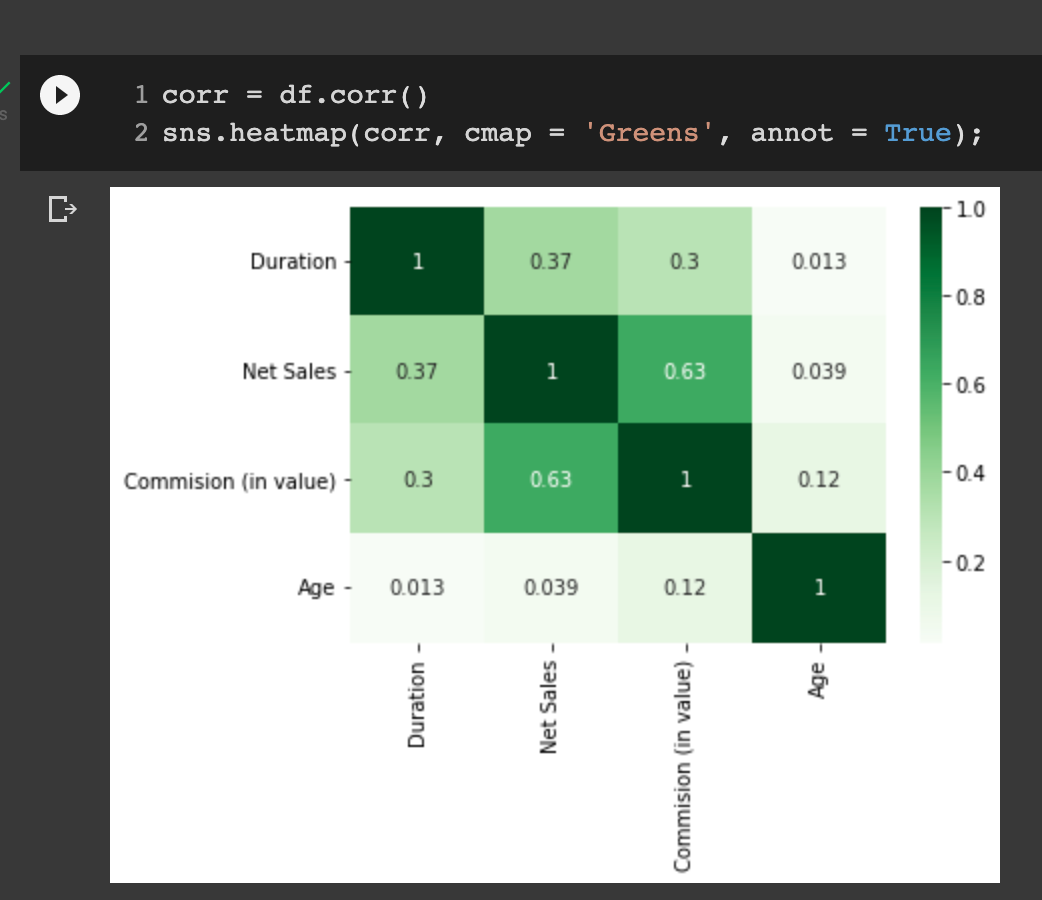 1 corr = df.corr()
2 sns.heatmap(corr, cmap = 'Greens', annot = True);
s
1.0
Duration 1 0.37 0.3 0.013
0.8
Net Sales 0.37 1 0.63 0.039
0.6
Commision (in value) 0.3 0.63 1 0.12
0.4
0.2
Age 0.013 0.039 0.12 1
Duration
Net Sales
Commision (in value)
Age